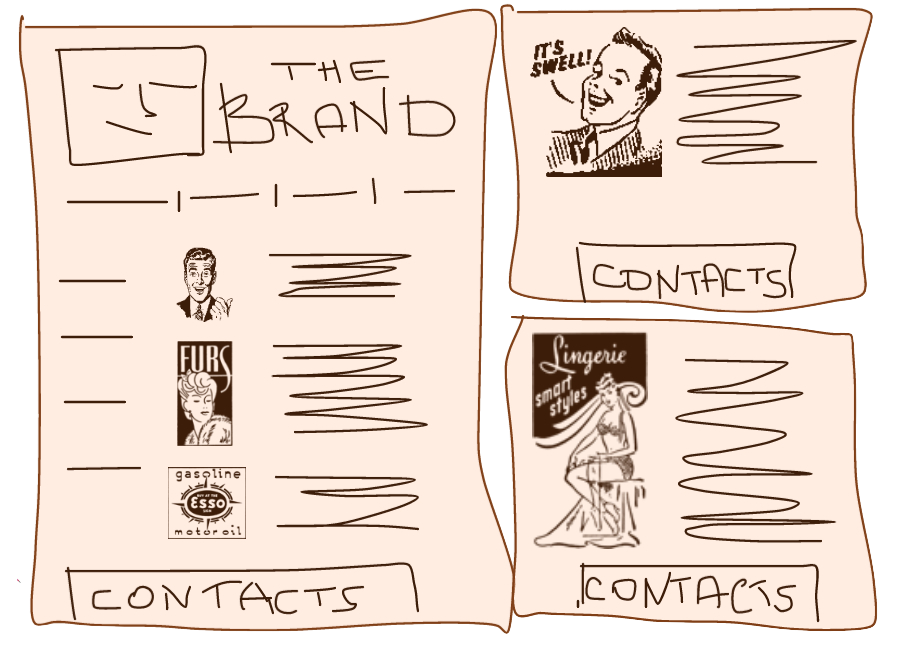 THE
BRAND
FURS
gasoline
ESSO
motor oil
CONTACTS
IT'S
SWELL!
CONTACTS
Lingerie
smart
styles
CONTACTS